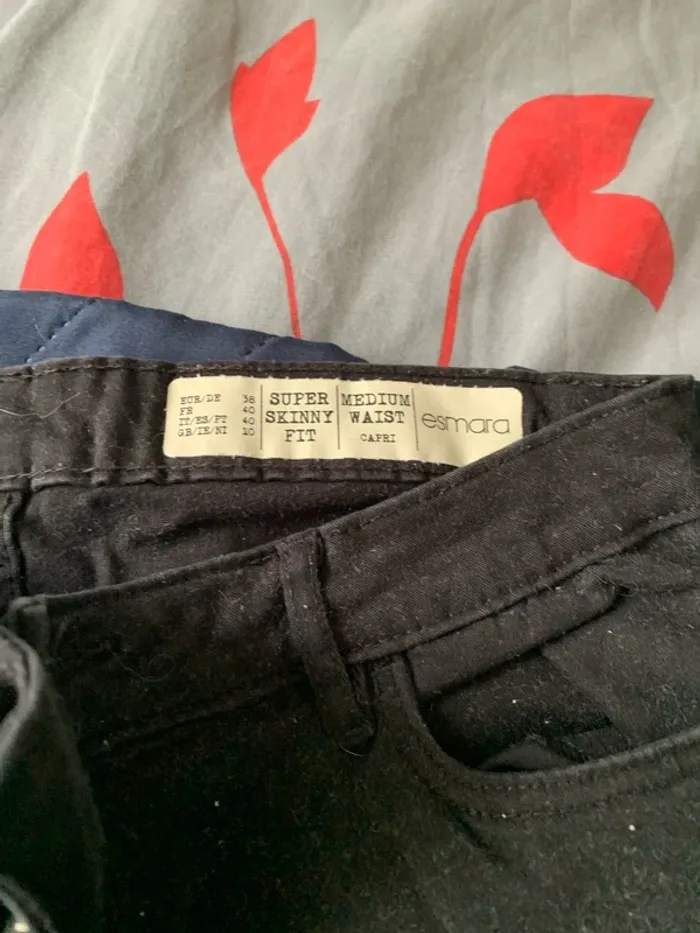 EUR/DE 38
FR 40
IT/ES/PT 40
GB/IE/NI 10
SUPER
SKINNY
FIT
MEDIUM
WAIST
CAPRI
esmara